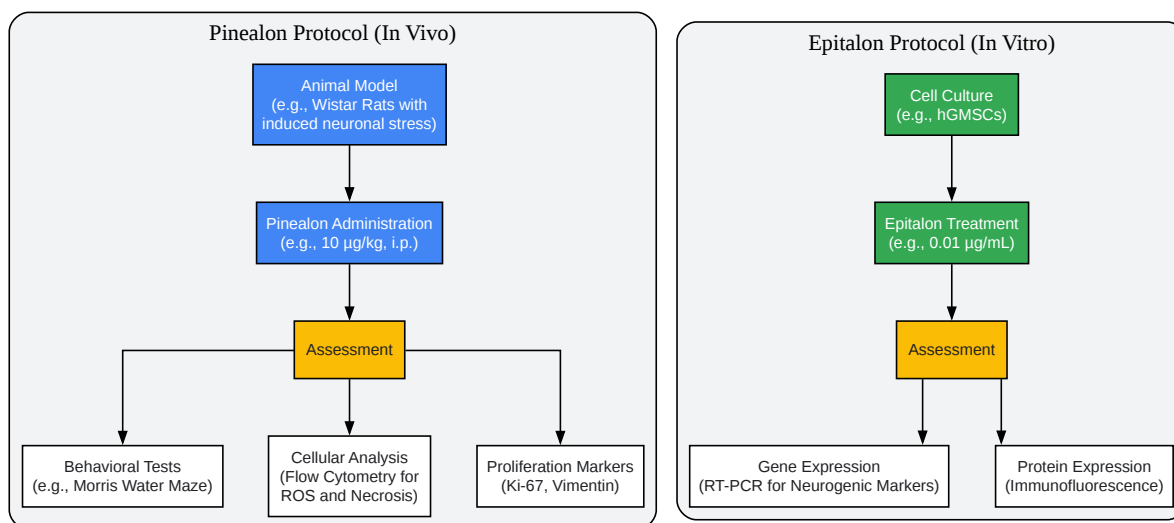 Pinealon Protocol (In Vivo)
Animal Model
(e.g., Wistar Rats with
induced neuronal stress)
Pinealon Administration
(e.g., 10 µg/kg, i.p.)
Assessment
Behavioral Tests
(e.g., Morris Water Maze)
Cellular Analysis
(Flow Cytometry for
ROS and Necrosis)
Proliferation Markers
(Ki-67, Vimentin)
Epitalon Protocol (In Vitro)
Cell Culture
(e.g., hGMSCs)
Epitalon Treatment
(e.g., 0.01 µg/mL)
Assessment
Gene Expression
(RT-PCR for Neurogenic Markers)
Protein Expression
(Immunofluorescence)